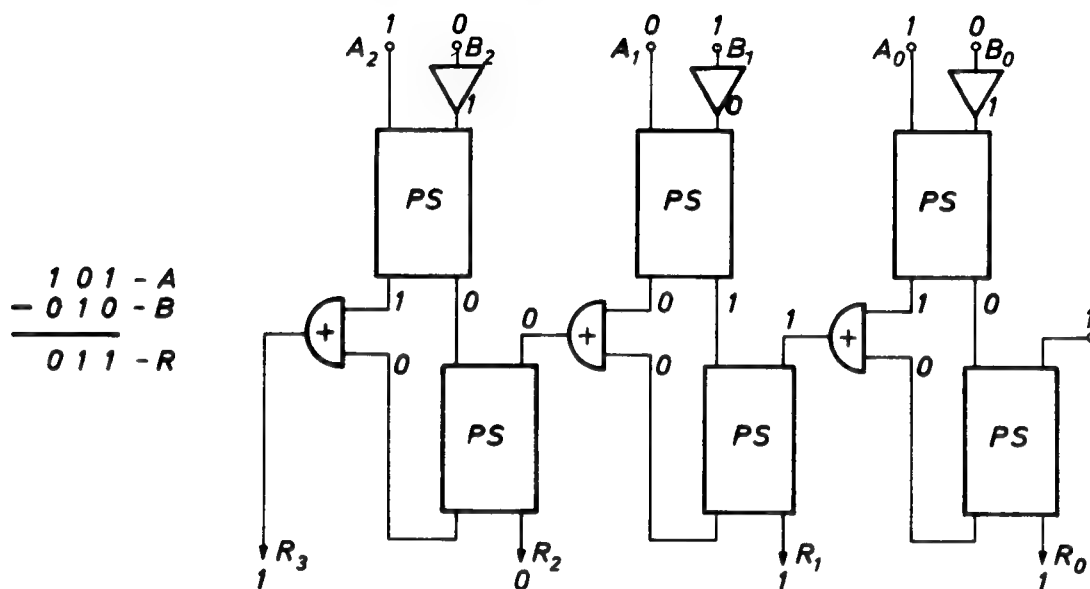 1 0 0 1 1 0
A₂ B₂ A₁ B₁ A₀ B₀
1 0 1
PS PS PS
1 0 1 - A
- 0 1 0 - B
0 1 1 - R
1 0 0 1 1 0
+ 0 + 1 + 1
0 0 0
PS PS PS
R₃ R₂ R₁ R₀
1 0 1 1